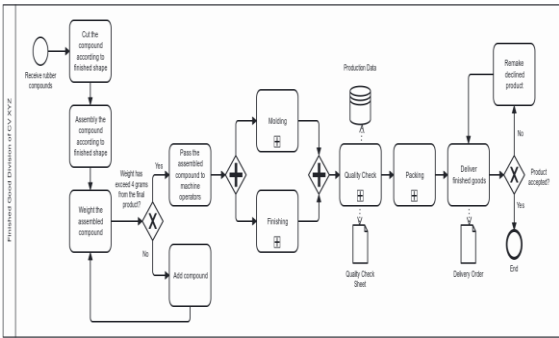 Finished Good Division of CV XYZ
Receive rubber
compounds
Cut the
compound
according to
finished shape
Assembly the
compound
according to
finished shape
Weight the
assembled
compound
Weight has
exceed 4 grams
from the final
product?
Yes
No
Pass the
assembled
compound to
machine
operators
Add compound
Molding
Finishing
Production Data
Quality Check
Quality Check
Sheet
Packing
Deliver
finished goods
Delivery Order
Remake
declined
product
No
Product
accepted?
Yes
End